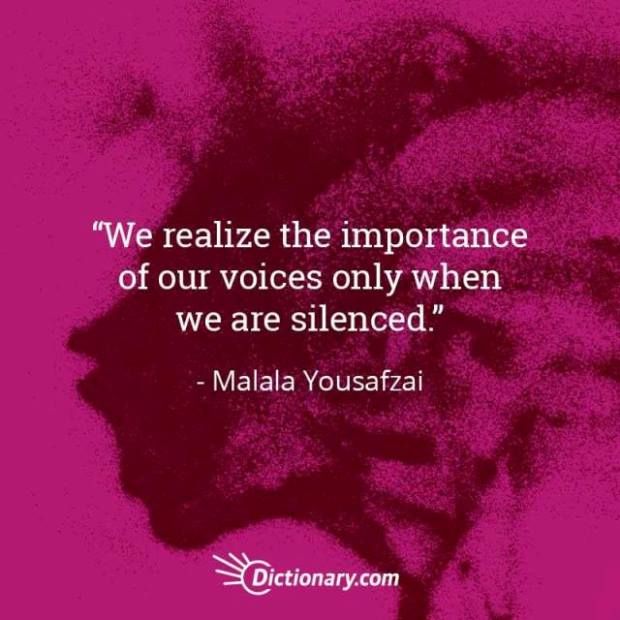 “We realize the importance
of our voices only when
we are silenced.”
- Malala Yousafzai
Dictionary.com